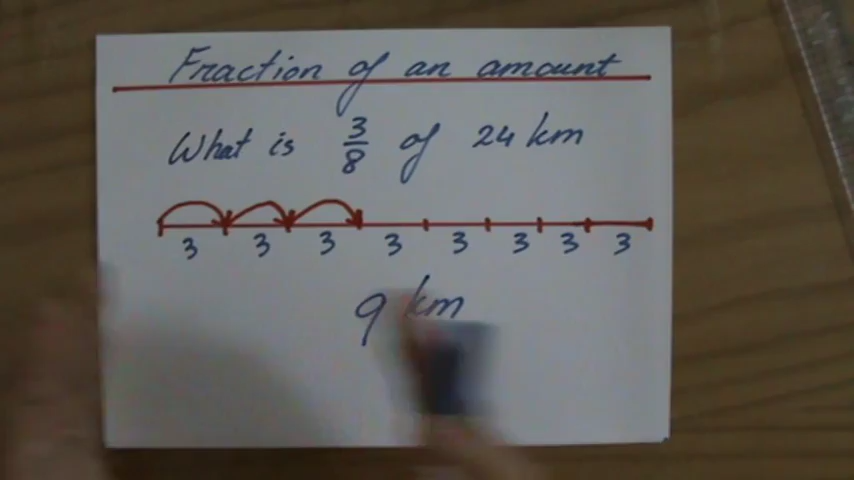 Fraction of an amount
What is 3/8 of 24 km
3 3 3 3 3 3 3 3
9 km